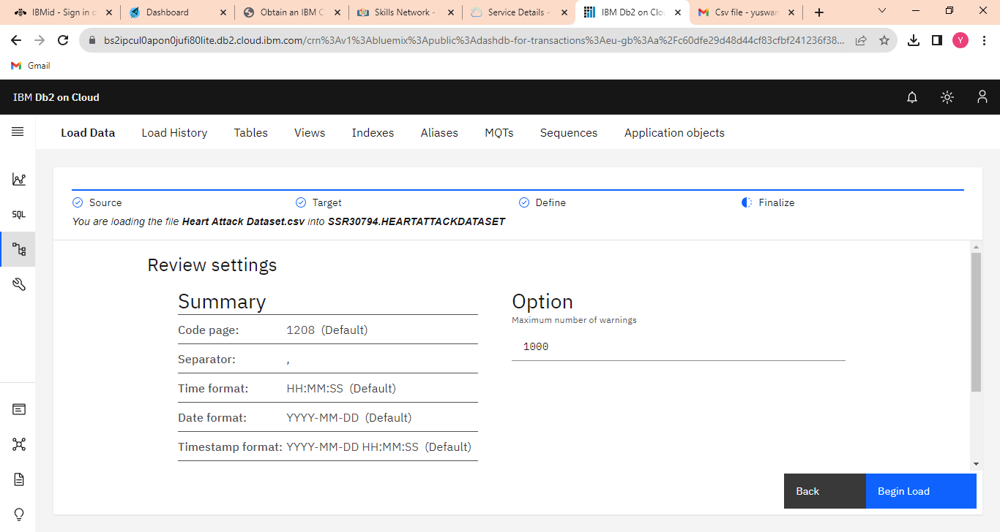 IBMid - Sign in o
Dashboard
Obtain an IBM C
Skills Network -
Service Details -
IBM Db2 on Clou
Csv file - yuswan
bs2ipcul0apon0jufi80lite.db2.cloud.ibm.com/crn%3Av1%3Abluemix%3Apublic%3Adashdb-for-transactions%3Aeu-gb%3Aa%2Fc60dfe29d48d44cf83cfbf241236f38...
Y
Gmail
IBM Db2 on Cloud
Load Data
Load History
Tables
Views
Indexes
Aliases
MQTs
Sequences
Application objects
SQL
Source
Target
Define
Finalize
You are loading the file Heart Attack Dataset.csv into SSR30794.HEARTATTACKDATASET
Review settings
Summary
Code page: 1208 (Default)
Separator: ,
Time format: HH:MM:SS (Default)
Date format: YYYY-MM-DD (Default)
Timestamp format: YYYY-MM-DD HH:MM:SS (Default)
Option
Maximum number of warnings
1000
Back
Begin Load